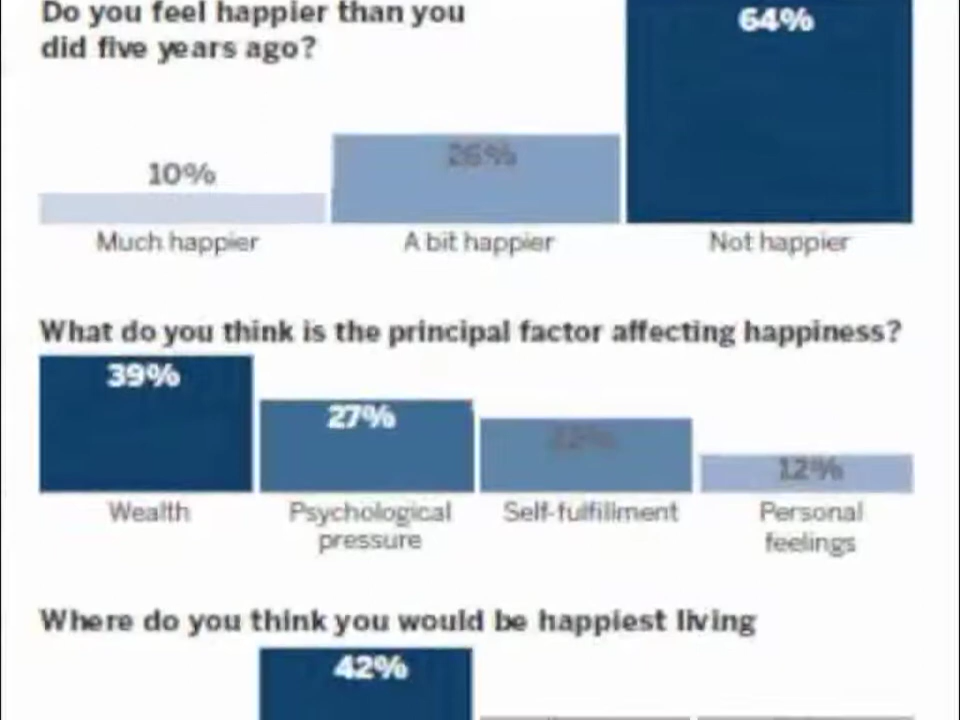 Do you feel happier than you
did five years ago?
64%
26%
10%
Much happier
A bit happier
Not happier
What do you think is the principal factor affecting happiness?
39%
27%
12%
Wealth
Psychological
pressure
Self-fulfillment
Personal
feelings
Where do you think you would be happiest living
42%